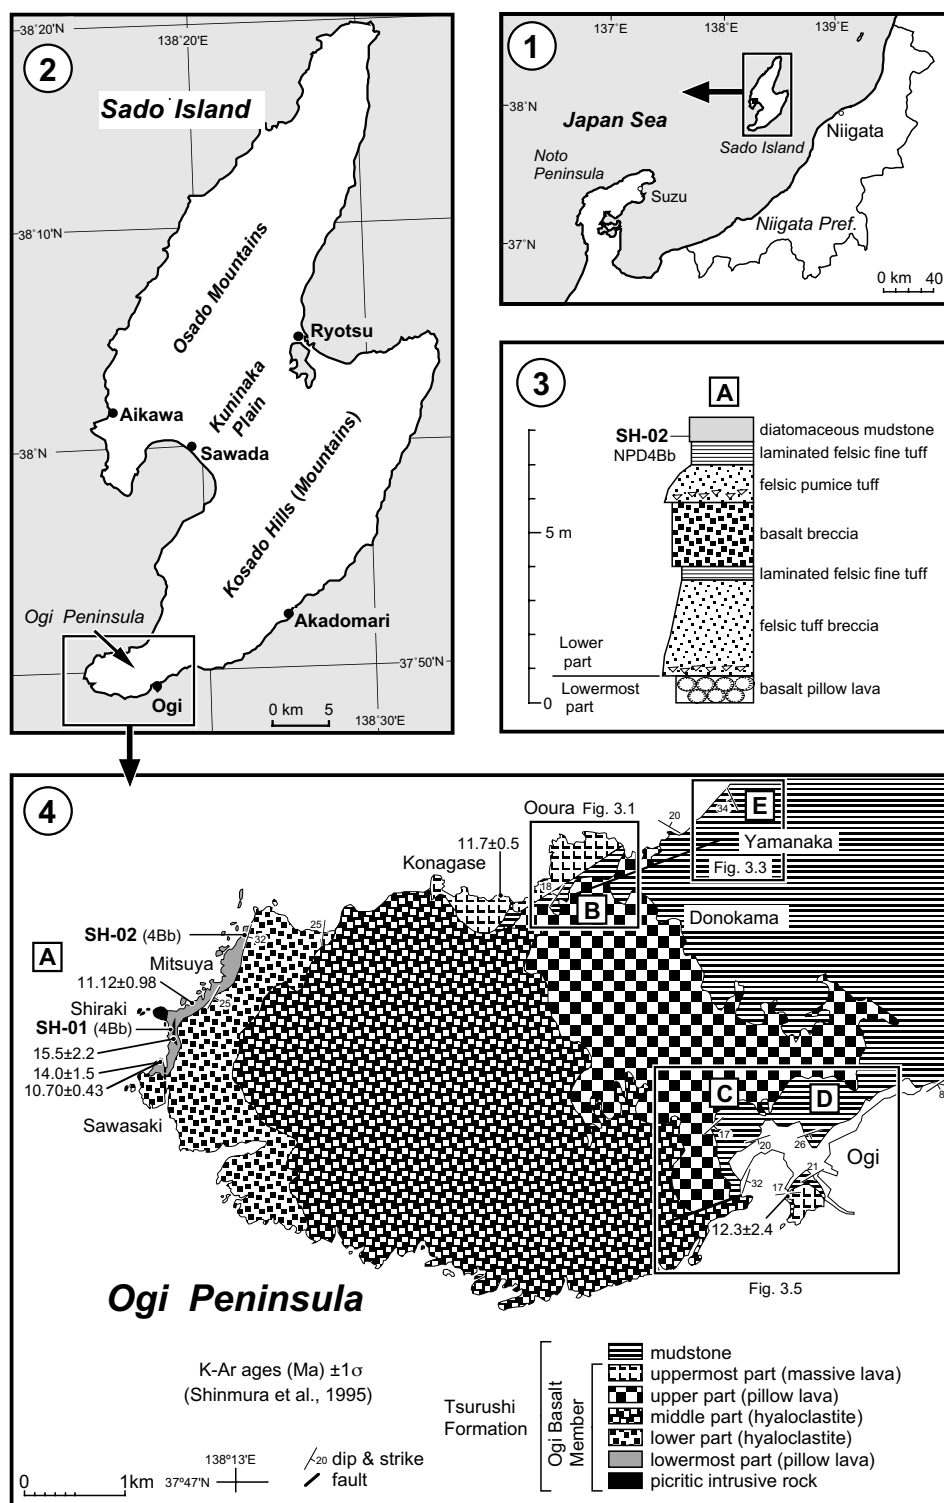 38˚20'N
138˚20'E
2
Sado Island
38˚10'N
Osado Mountains
Ryotsu
Kuninaka
Plain
Aikawa
Sawada
38˚N
Kosado Hills (Mountains)
Ogi Peninsula
Akadomari
37˚50'N
Ogi
0 km 5
138˚30'E
1
137˚E
138˚E
139˚E
38˚N
Japan Sea
Niigata
Sado Island
Noto
Peninsula
Suzu
Niigata Pref.
37˚N
0 km 40
3
A
SH-02
NPD4Bb
diatomaceous mudstone
laminated felsic fine tuff
felsic pumice tuff
5 m
basalt breccia
laminated felsic fine tuff
felsic tuff breccia
Lower
part
Lowermost
part
0
basalt pillow lava
4
Ooura Fig. 3.1
20
34
E
11.7±0.5
Yamanaka
Konagase
Fig. 3.3
18
B
25
Donokama
SH-02 (4Bb)
32
A
Mitsuya
11.12±0.98
25
Shiraki
SH-01 (4Bb)
15.5±2.2
14.0±1.5
10.70±0.43
Sawasaki
C
D
8
17
20
26
Ogi
21
32
17
12.3±2.4
Fig. 3.5
Ogi Peninsula
K-Ar ages (Ma) ±1σ
(Shinmura et al., 1995)
Tsurushi
Formation
Ogi Basalt
Member
mudstone
uppermost part (massive lava)
upper part (pillow lava)
middle part (hyaloclastite)
lower part (hyaloclastite)
lowermost part (pillow lava)
picritic intrusive rock
0 1km
138º13'E
37º47'N
20 dip & strike
fault